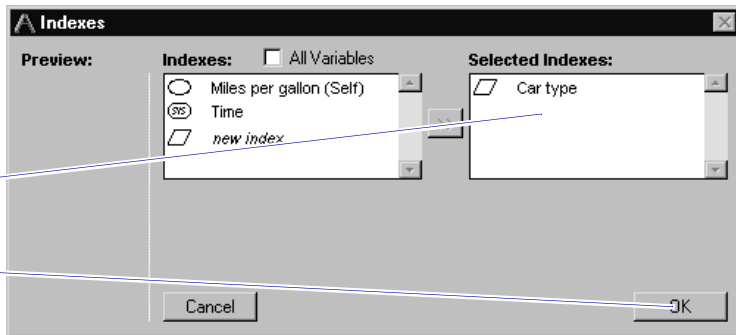 Indexes
Preview:
Indexes:
All Variables
Selected Indexes:
Miles per gallon (Self)
SYS
Time
new index
>>
Car type
Cancel
OK